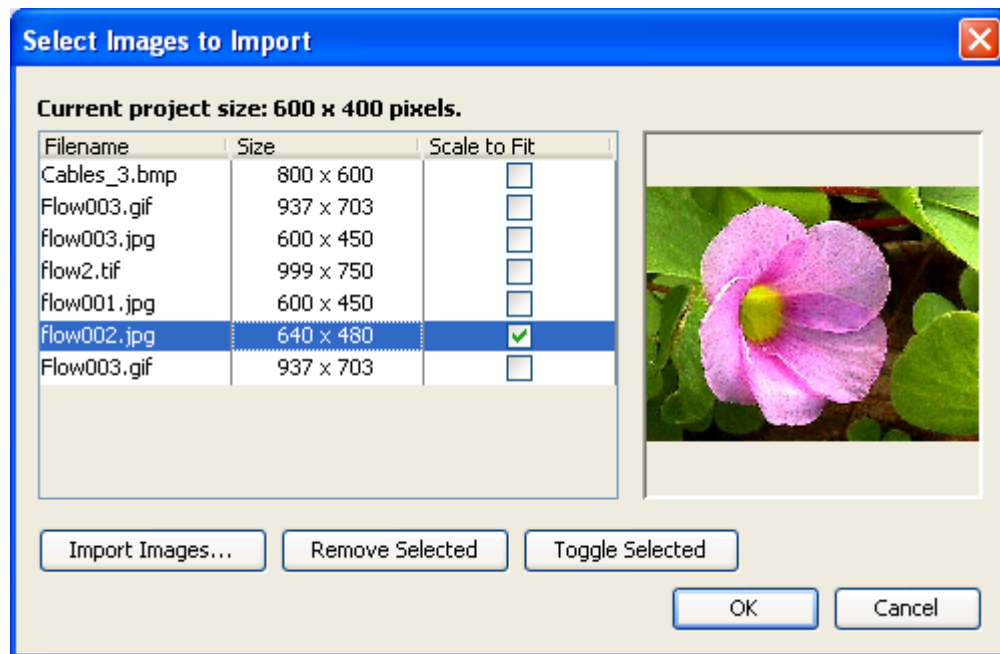 Select Images to Import
Current project size: 600 x 400 pixels.
Filename Size Scale to Fit
Cables_3.bmp 800 x 600
Flow003.gif 937 x 703
flow003.jpg 600 x 450
flow2.tif 999 x 750
flow001.jpg 600 x 450
flow002.jpg 640 x 480
Flow003.gif 937 x 703
Import Images... Remove Selected Toggle Selected
OK Cancel